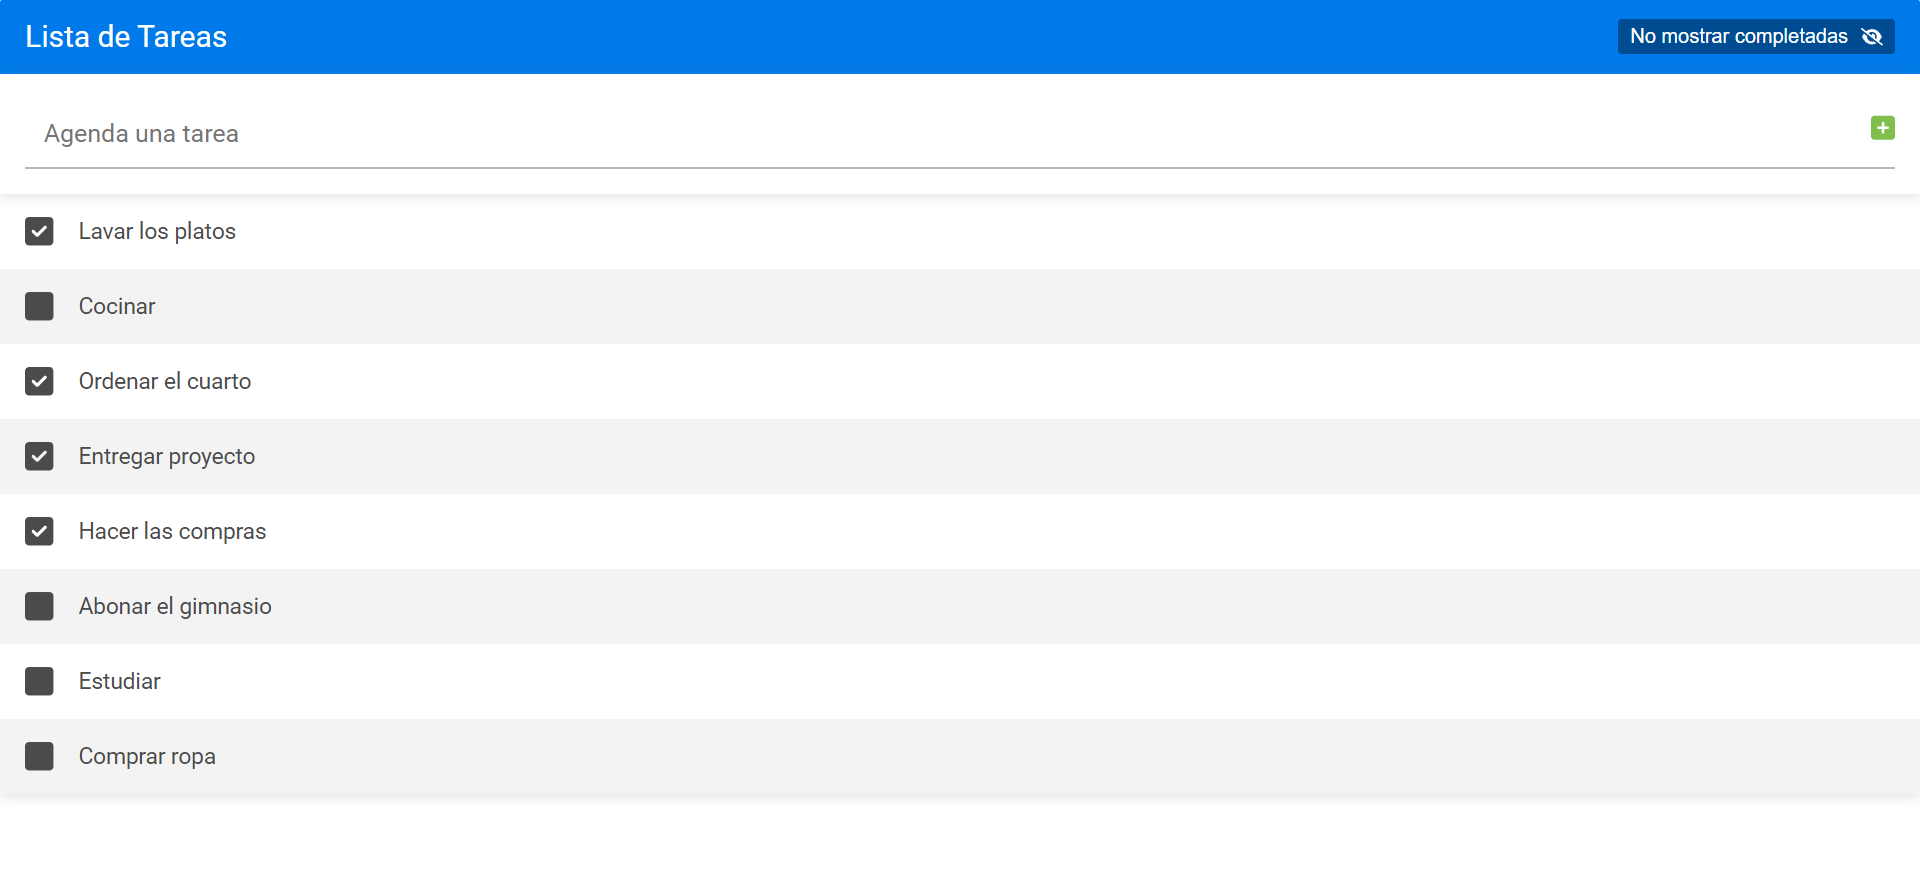 Lista de Tareas
No mostrar completadas
Agenda una tarea
Lavar los platos
Cocinar
Ordenar el cuarto
Entregar proyecto
Hacer las compras
Abonar el gimnasio
Estudiar
Comprar ropa